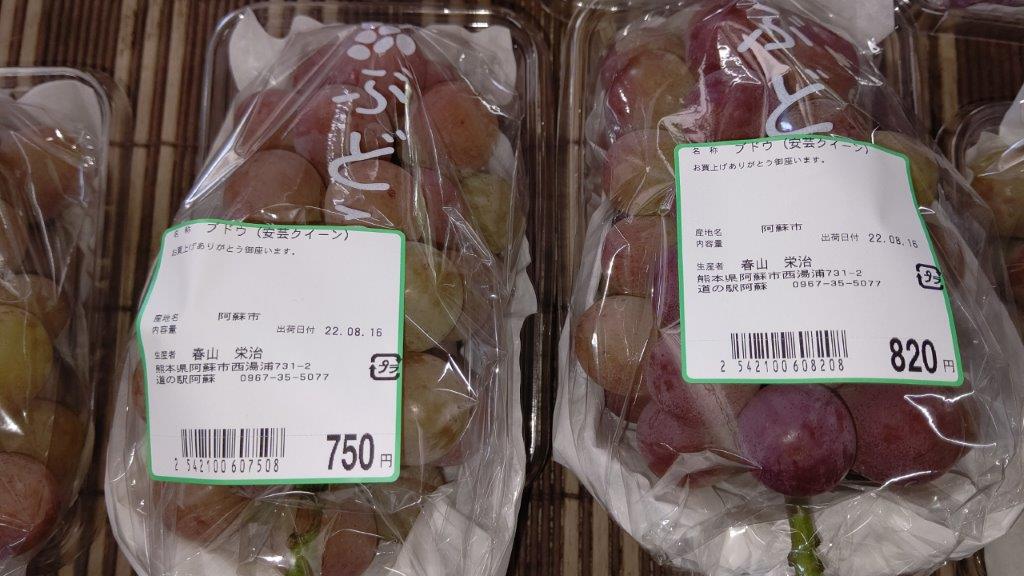 ぶどう
名 称 ブドウ(安芸クイーン)
お買上げありがとう御座います。
産地名 阿蘇市
内容量 出荷日付 22.08.16
生産者 春山 栄治
熊本県阿蘇市西湯浦731-2
道の駅阿蘇 0967-35-5077
プラ
2 542100 607508
750円
ぶど
名 称 ブドウ(安芸クイーン)
お買上げありがとう御座います。
産地名 阿蘇市
内容量 出荷日付 22.08.16
生産者 春山 栄治
熊本県阿蘇市西湯浦731-2
道の駅阿蘇 0967-35-5077
プラ
2 542100 608208
820円